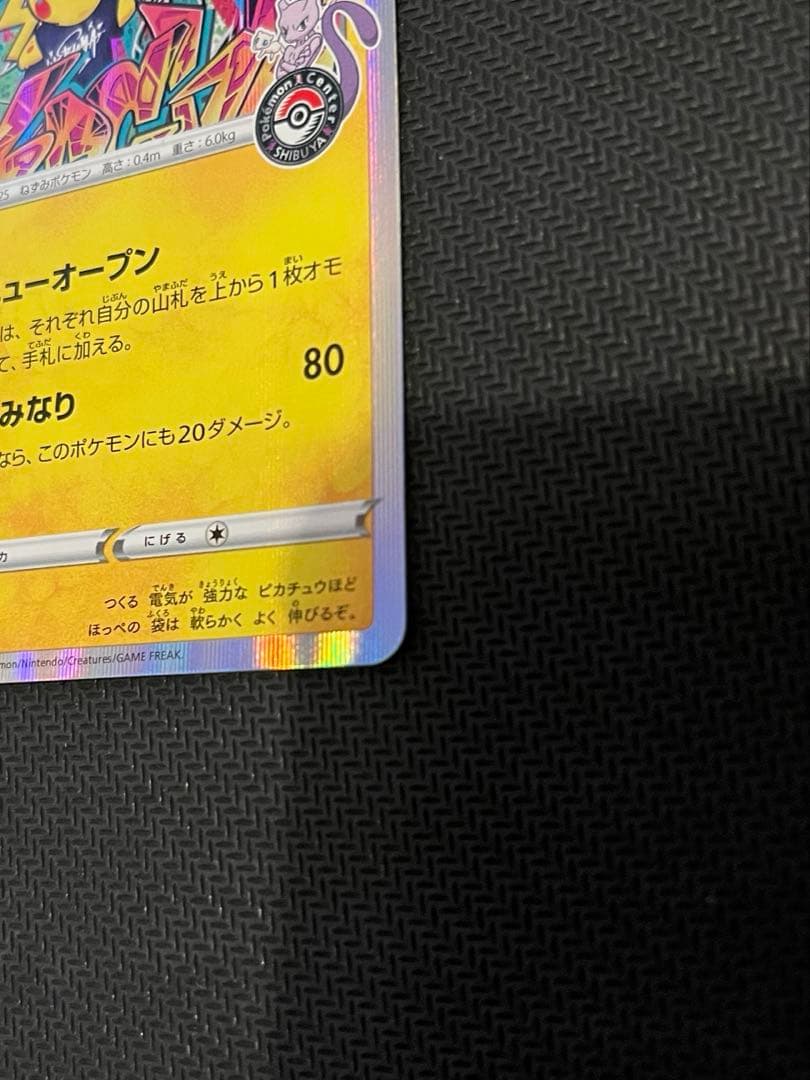 Pokémon Center
SHIBUYA
25 ねずみポケモン 高さ:0.4m 重さ:6.0kg
ューオープン
は、それぞれ自分の山札を上から1枚オモ
て、手札に加える。
80
みなり
なら、このポケモンにも20ダメージ。
カ
にげる
つくる 電気が 強力な ピカチュウほど
ほっぺの 袋は 軟らかく よく 伸びるぞ。
mon/Nintendo/Creatures/GAME FREAK.